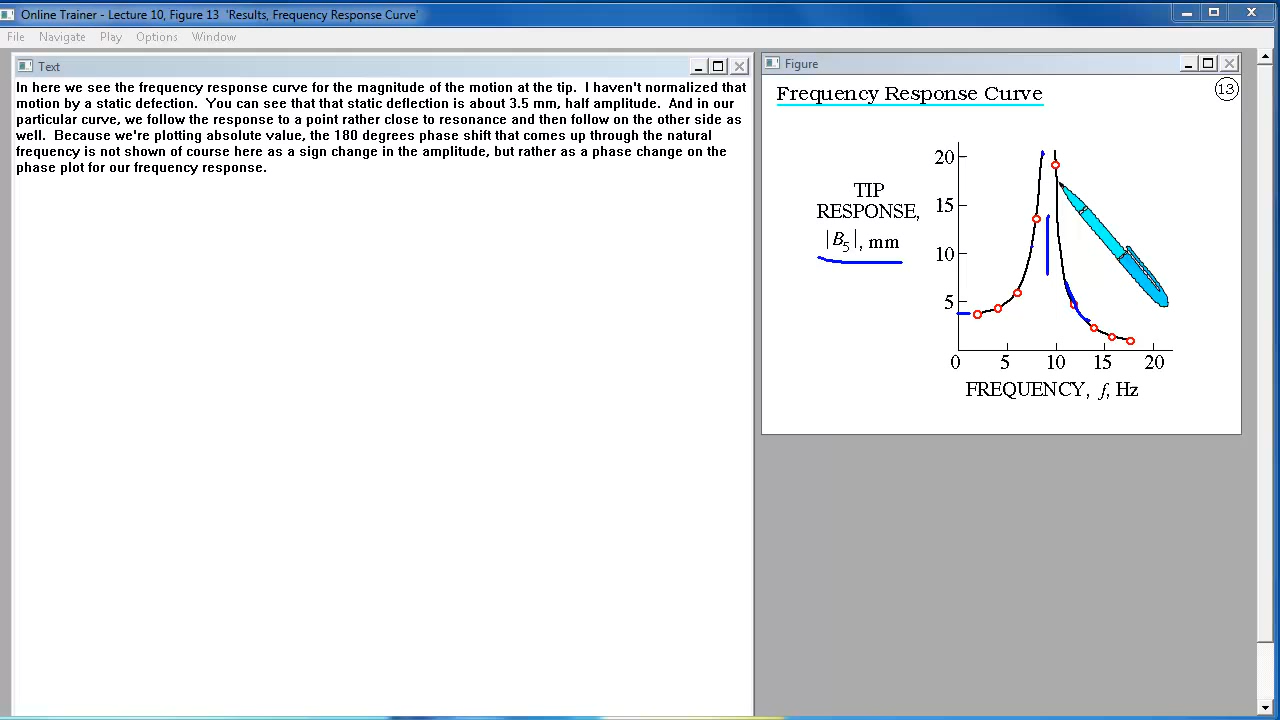 Online Trainer - Lecture 10, Figure 13 'Results, Frequency Response Curve'
File Navigate Play Options Window
Text
In here we see the frequency response curve for the magnitude of the motion at the tip. I haven't normalized that
motion by a static defection. You can see that that static deflection is about 3.5 mm, half amplitude. And in our
particular curve, we follow the response to a point rather close to resonance and then follow on the other side as
well. Because we're plotting absolute value, the 180 degrees phase shift that comes up through the natural
frequency is not shown of course here as a sign change in the amplitude, but rather as a phase change on the
phase plot for our frequency response.
Figure
Frequency Response Curve
13
TIP
RESPONSE,
|B5|, mm
20
15
10
5
0 5 10 15 20
FREQUENCY, f, Hz